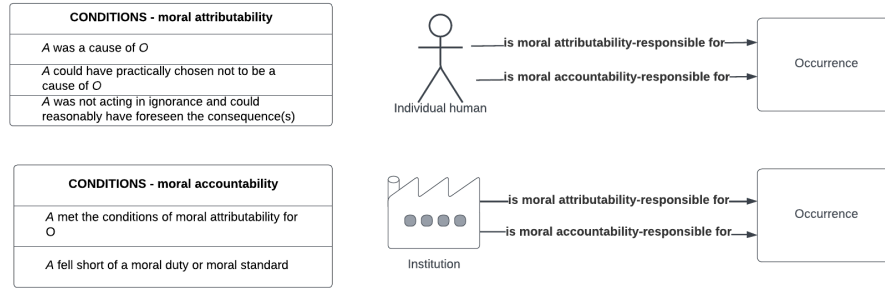 CONDITIONS - moral attributability
A was a cause of O
A could have practically chosen not to be a
cause of O
A was not acting in ignorance and could
reasonably have foreseen the consequence(s)
is moral attributability-responsible for
is moral accountability-responsible for
Individual human
Occurrence
CONDITIONS - moral accountability
A met the conditions of moral attributability for
O
A fell short of a moral duty or moral standard
is moral attributability-responsible for
is moral accountability-responsible for
Institution
Occurrence